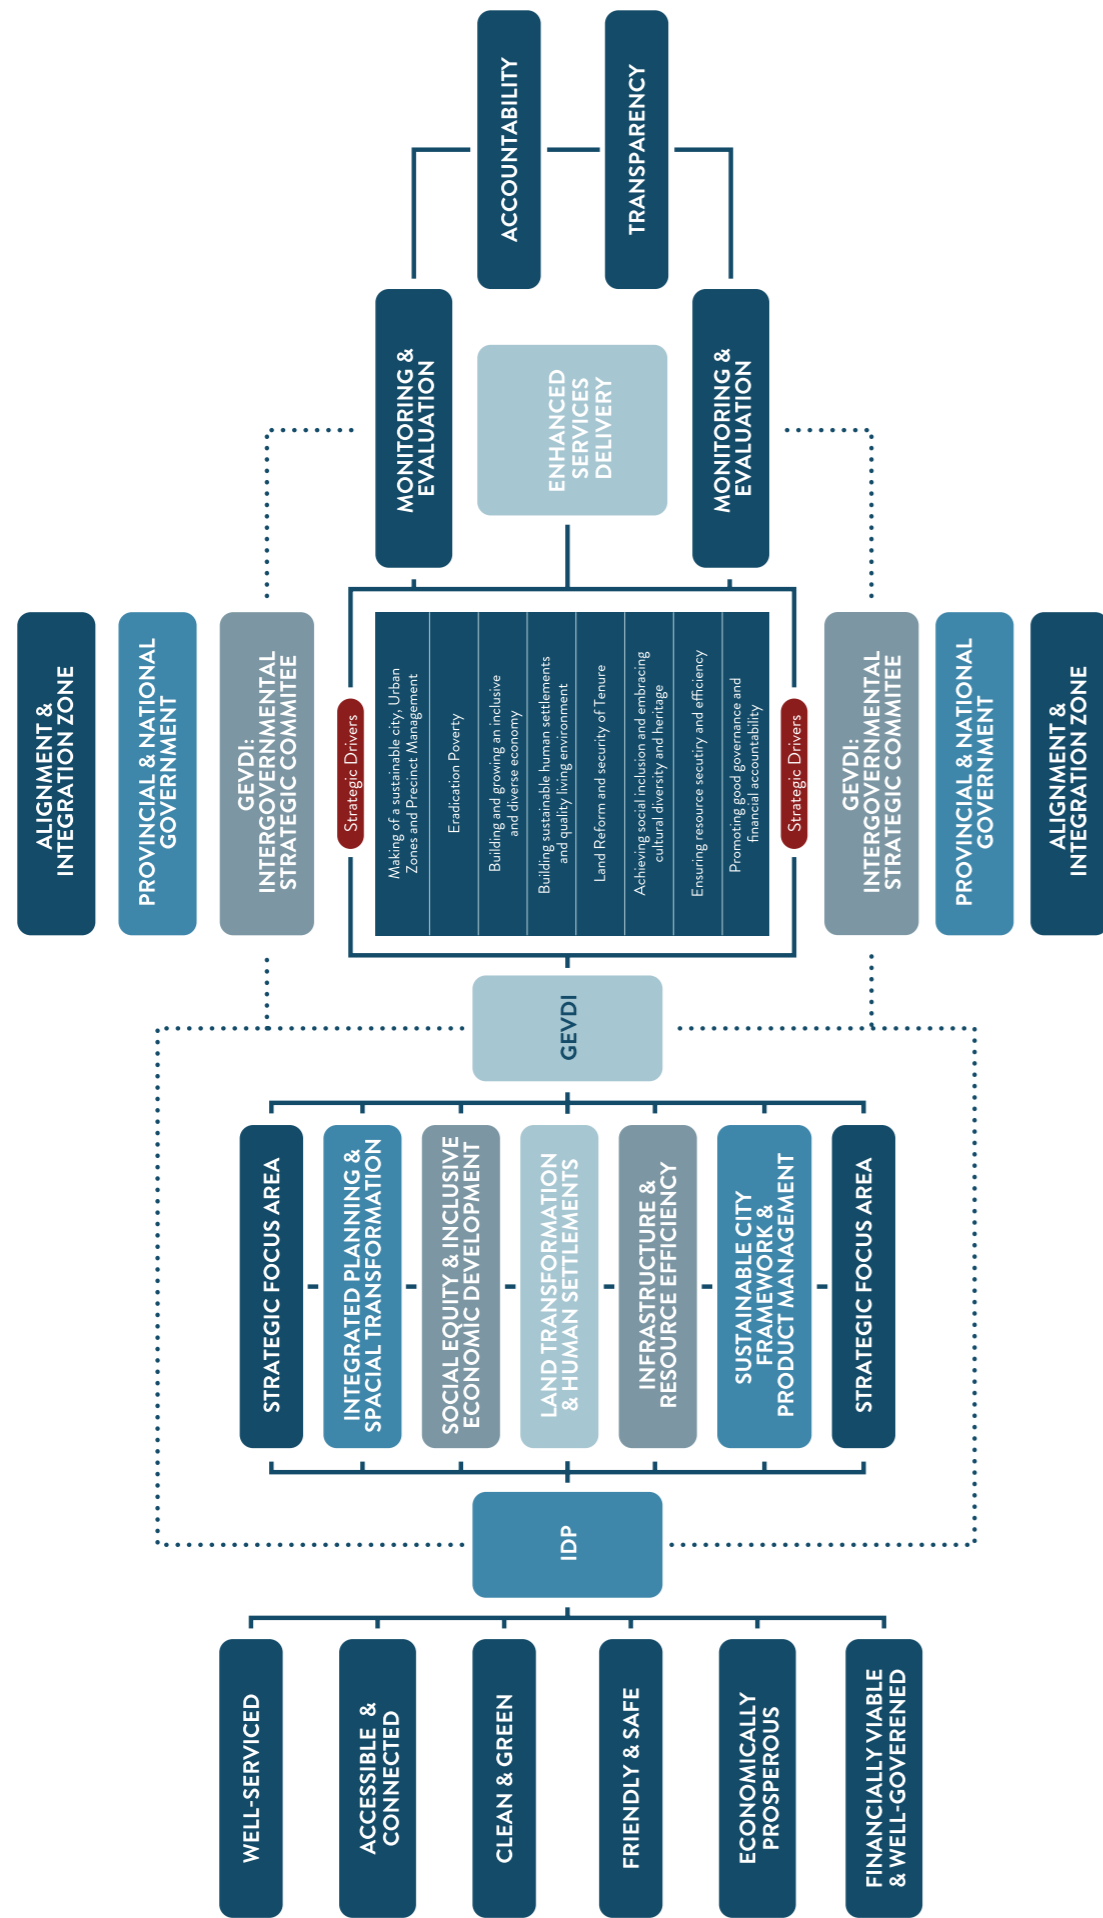 WELL-SERVICED
ACCESSIBLE &
CONNECTED
CLEAN & GREEN
FRIENDLY & SAFE
ECONOMICALLY
PROSPEROUS
FINANCIALLY VIABLE
& WELL-GOVERENED
IDP
STRATEGIC FOCUS AREA
INTEGRATED PLANNING &
SPACIAL TRANSFORMATION
SOCIAL EQUITY & INCLUSIVE
ECONOMIC DEVELOPMENT
LAND TRANSFORMATION
& HUMAN SETTLEMENTS
INFRASTRUCTURE &
RESOURCE EFFICIENCY
SUSTAINABLE CITY
FRAMEWORK &
PRODUCT MANAGEMENT
STRATEGIC FOCUS AREA
GEVDI
ALIGNMENT &
INTEGRATION ZONE
PROVINCIAL & NATIONAL
GOVERNMENT
GEVDI:
INTERGOVERNMENTAL
STRATEGIC COMMITEE
Strategic Drivers
Making of a sustainable city, Urban
Zones and Precinct Management
Eradication Poverty
Building and growing an inclusive
and diverse economy
Building sustainable human settlements
and quality living environment
Land Reform and security of Tenure
Achieving social inclusion and embracing
cultural diversity and heritage
Ensuring resource secutiry and efficiency
Promoting good governance and
financial accountability
Strategic Drivers
GEVDI:
INTERGOVERNMENTAL
STRATEGIC COMMITEE
PROVINCIAL & NATIONAL
GOVERNMENT
ALIGNMENT &
INTEGRATION ZONE
MONITORING &
EVALUATION
ENHANCED
SERVICES
DELIVERY
MONITORING &
EVALUATION
ACCOUNTABILITY
TRANSPARENCY